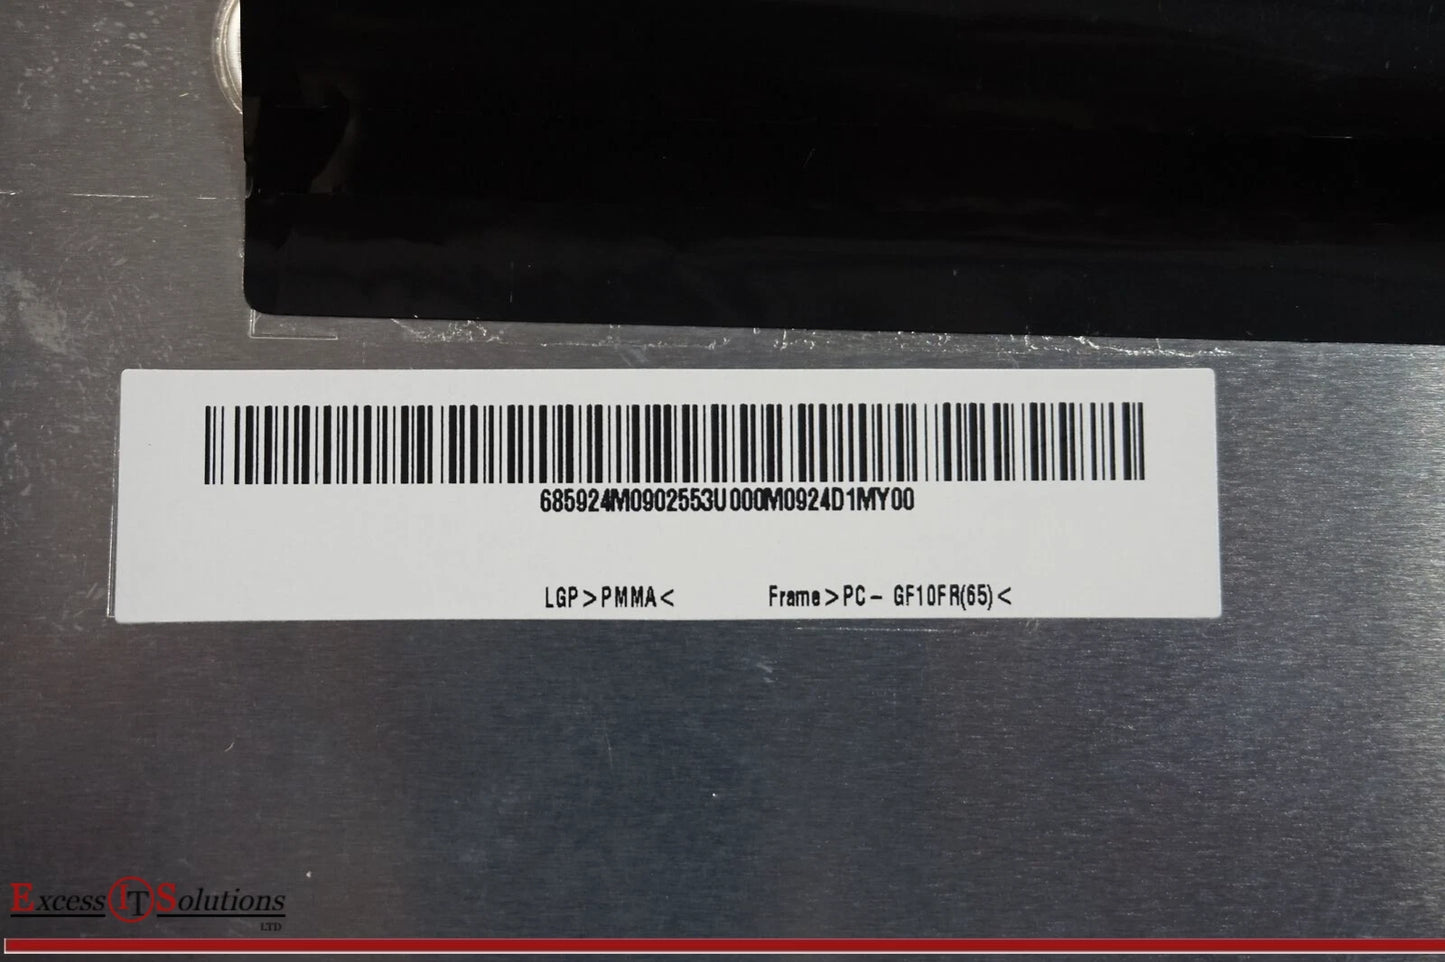 685924M0902553U000M0924D1MY00
LGP>PMMA< Frame>PC- GF10FR(65)<
Excess IT Solutions
LTD